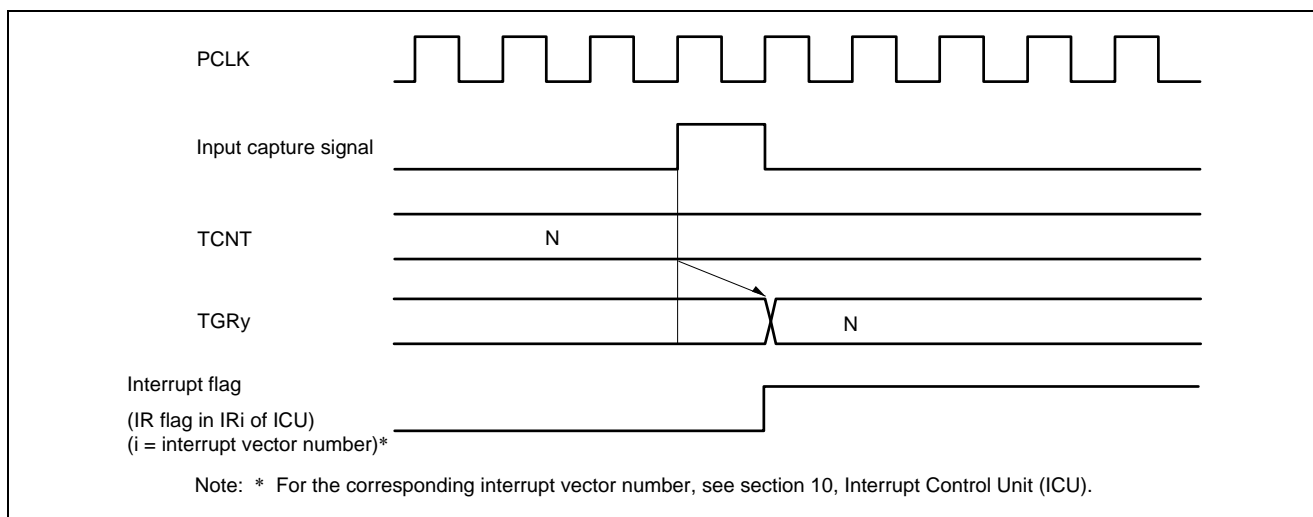 PCLK
Input capture signal
TCNT
N
TGRy
N
Interrupt flag
(IR flag in IRi of ICU)
(i = interrupt vector number)*
Note: * For the corresponding interrupt vector number, see section 10, Interrupt Control Unit (ICU).